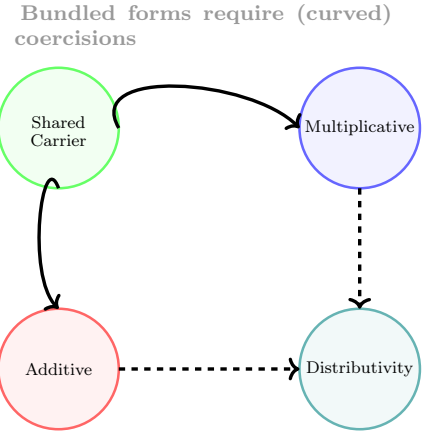 Bundled forms require (curved)
coercisions
Shared
Carrier
Multiplicative
Additive
Distributivity